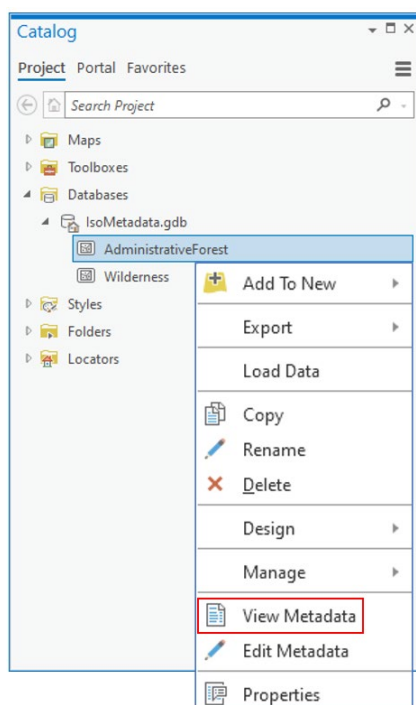 Catalog
Project Portal Favorites
Search Project
Maps
Toolboxes
Databases
IsoMetadata.gdb
AdministrativeForest
Wilderness
Styles
Folders
Locators
Add To New
Export
Load Data
Copy
Rename
Delete
Design
Manage
View Metadata
Edit Metadata
Properties